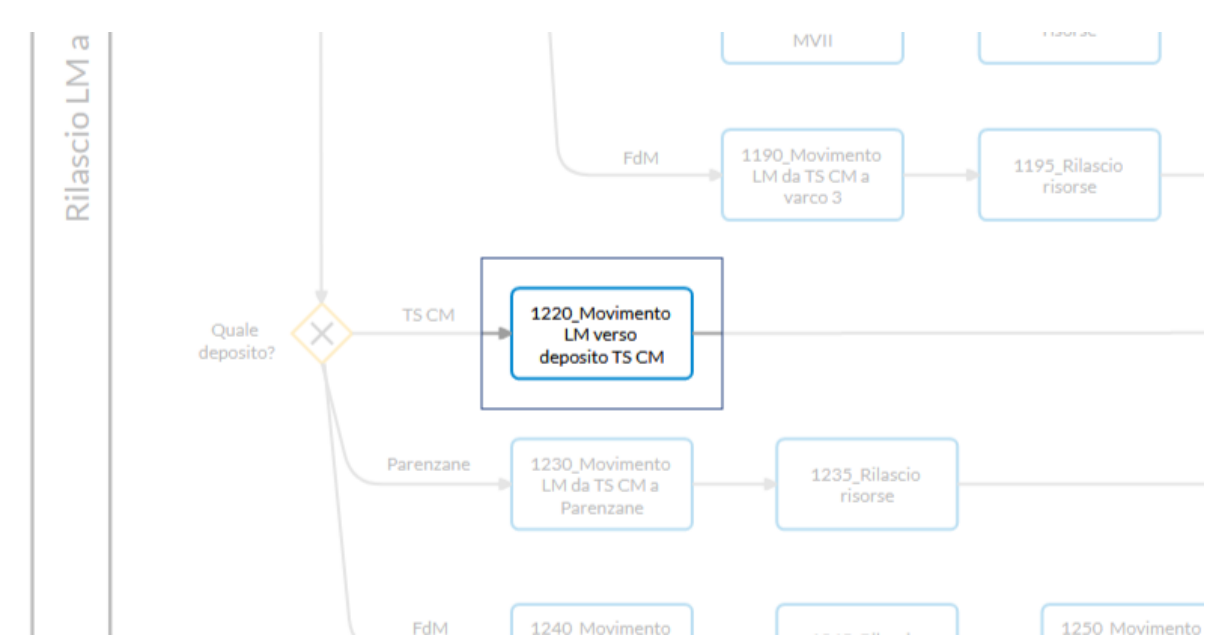 Rilascio LM a
MVII
risorse
FdM
1190_Movimento
LM da TS CM a
varco 3
1195_Rilascio
risorse
TS CM
1220_Movimento
LM verso
deposito TS CM
Quale
deposito?
Parenzane
1230_Movimento
LM da TS CM a
Parenzane
1235_Rilascio
risorse
FdM
1240_Movimento
1250_Movimento